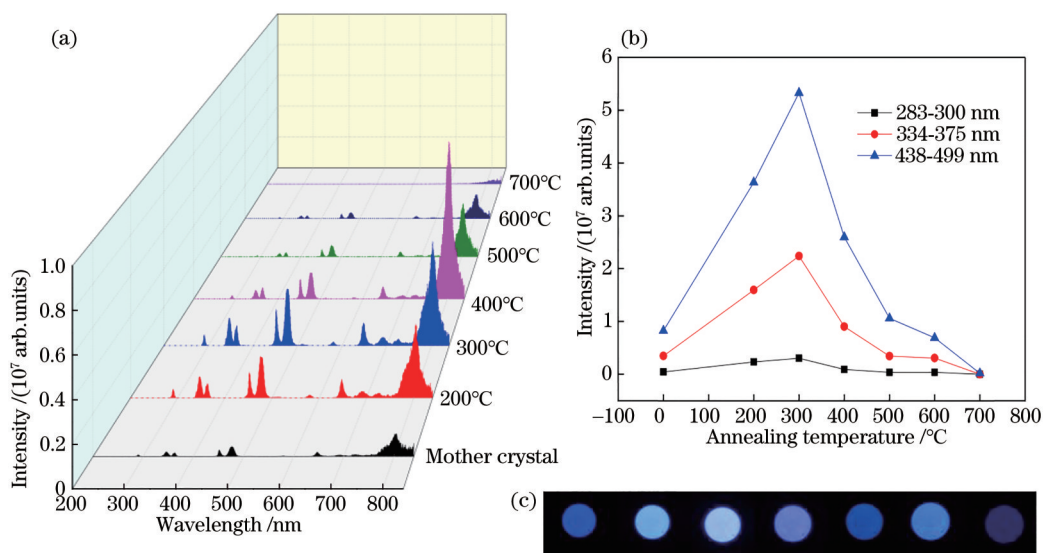 (a)
Intensity /(10⁷ arb.units)
1.0
0.8
0.6
0.4
0.2
0
200 300 400 500 600 700 800
Wavelength /nm
700℃
600℃
500℃
400℃
300℃
200℃
Mother crystal
(b)
Intensity /(10⁷ arb.units)
6
5
4
3
2
1
0
−100 0 100 200 300 400 500 600 700 800
Annealing temperature /℃
283-300 nm
334-375 nm
438-499 nm
(c)